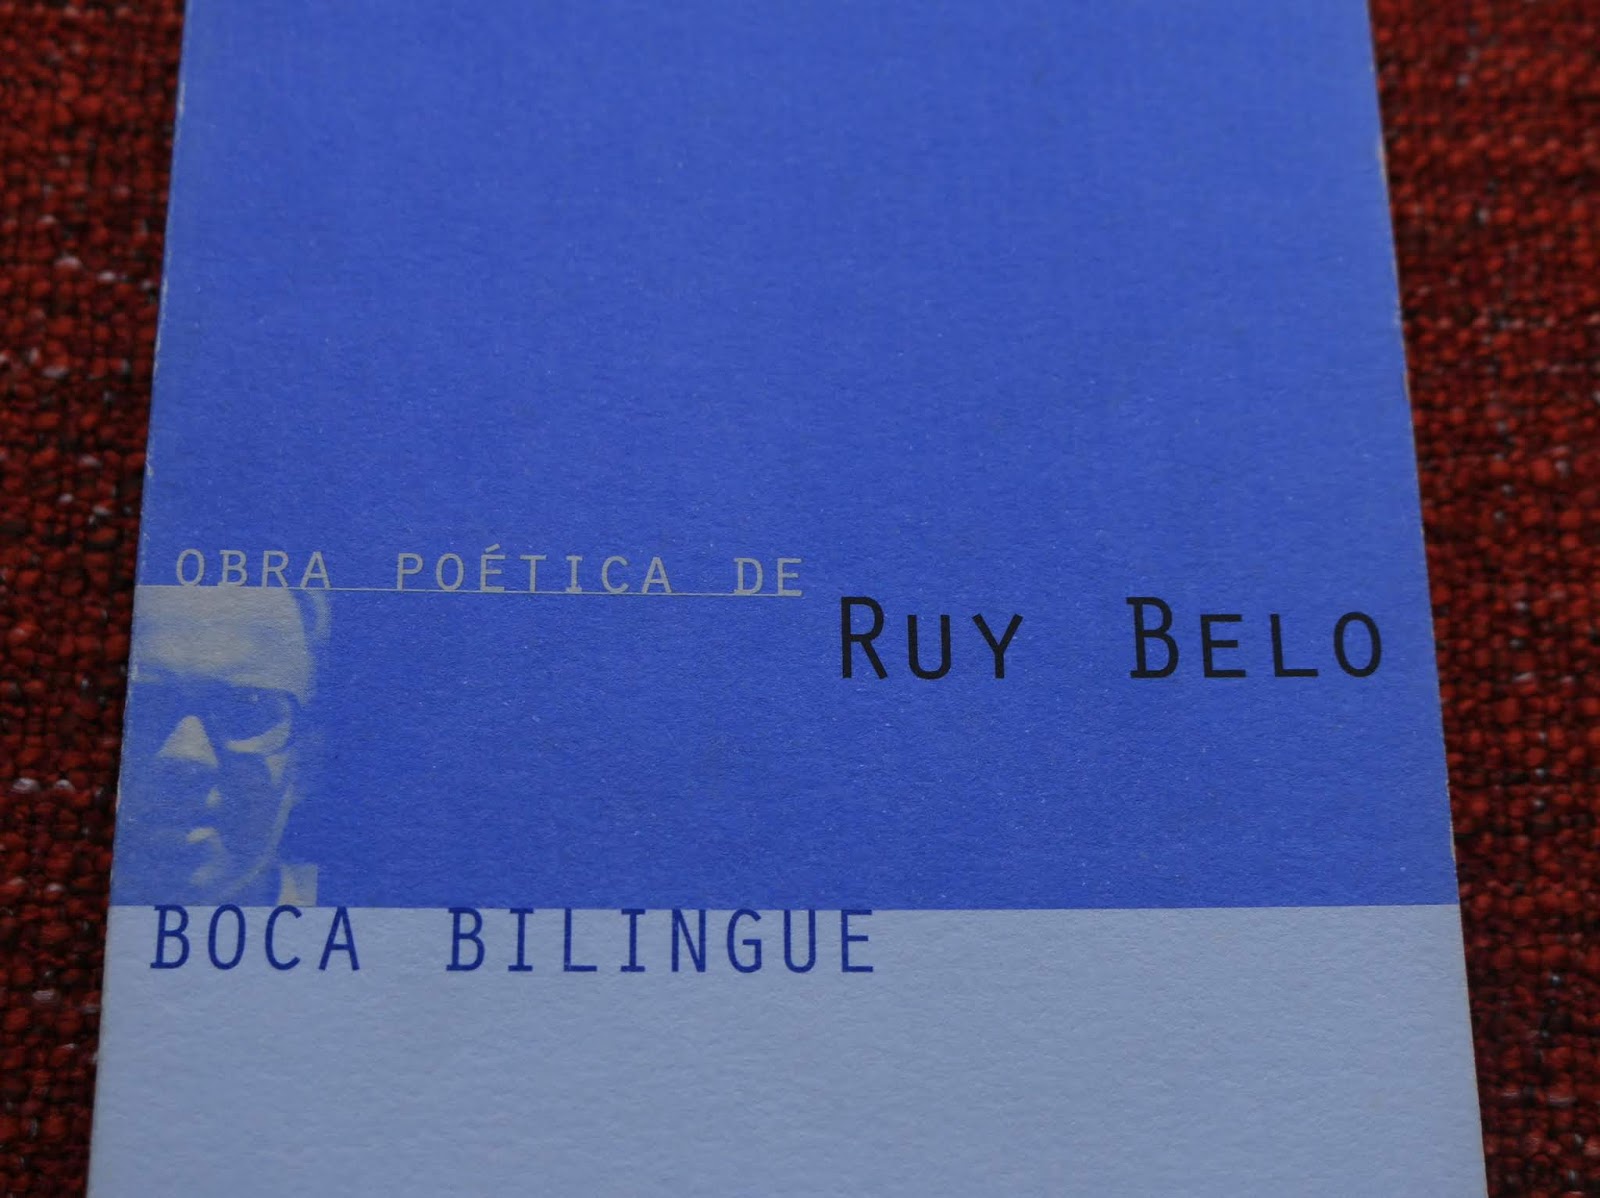 OBRA POÉTICA DE
RUY BELO
BOCA BILINGUE